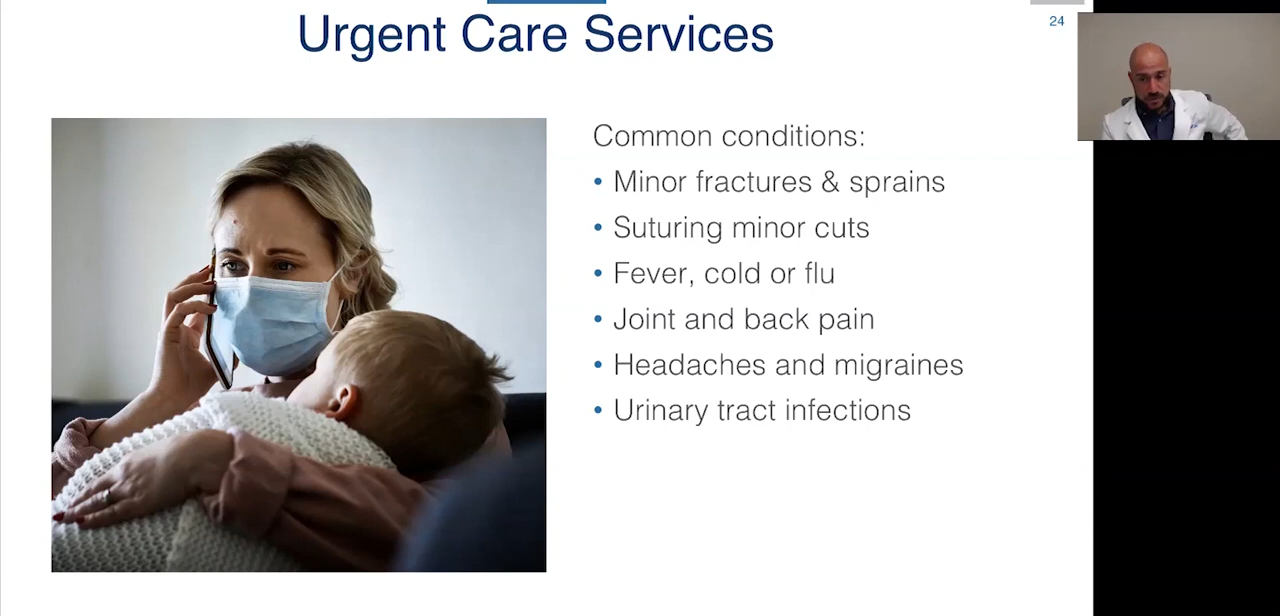 Urgent Care Services
24
Common conditions:
• Minor fractures & sprains
• Suturing minor cuts
• Fever, cold or flu
• Joint and back pain
• Headaches and migraines
• Urinary tract infections